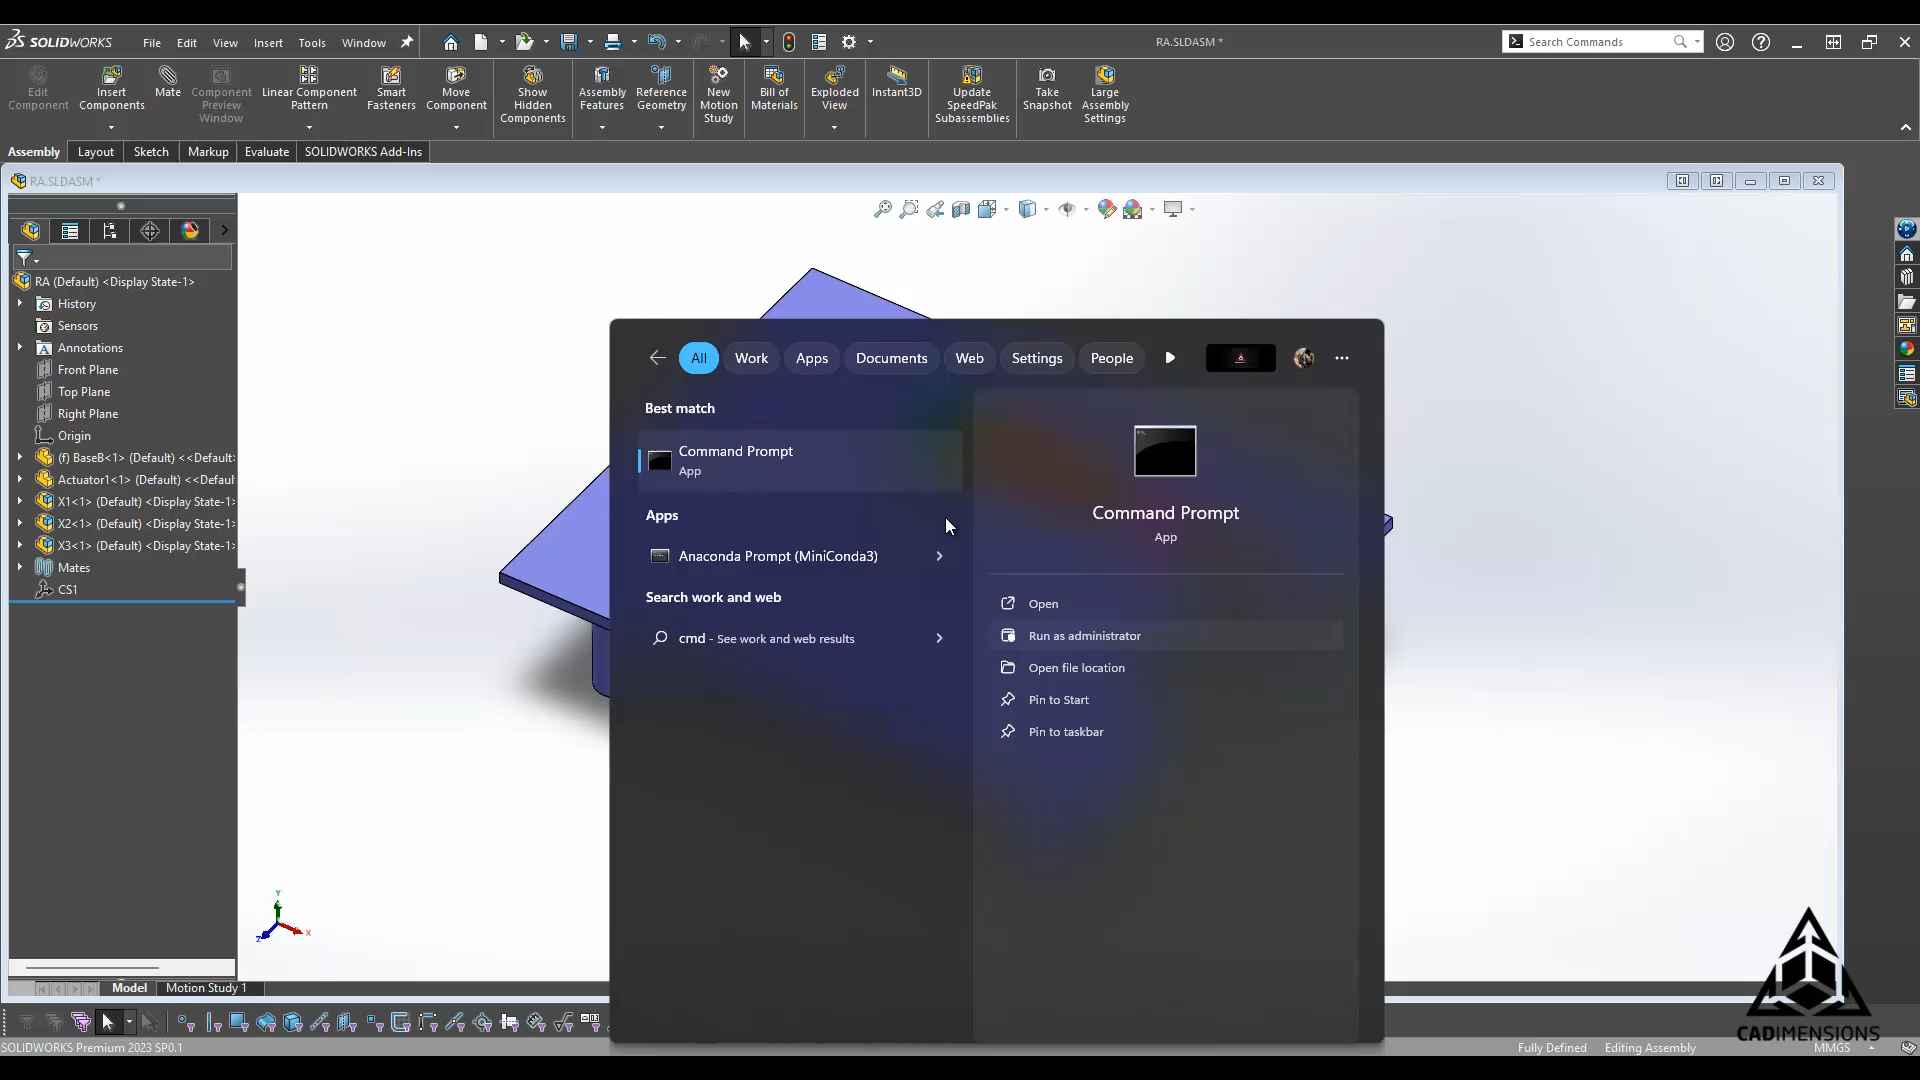 SOLIDWORKS
File
Edit
View
Insert
Tools
Window
RA.SLDASM *
Search Commands
Edit
Component
Insert
Components
Mate
Component
Preview
Window
Linear Component
Pattern
Smart
Fasteners
Move
Component
Show
Hidden
Components
Assembly
Features
Reference
Geometry
New
Motion
Study
Bill of
Materials
Exploded
View
Instant3D
Update
SpeedPak
Subassemblies
Take
Snapshot
Large
Assembly
Settings
Assembly
Layout
Sketch
Markup
Evaluate
SOLIDWORKS Add-Ins
RA.SLDASM *
RA (Default) <Display State-1>
History
Sensors
Annotations
Front Plane
Top Plane
Right Plane
Origin
(f) BaseB<1> (Default) <<Default>
Actuator1<1> (Default) <<Defaul
X1<1> (Default) <Display State-1>
X2<1> (Default) <Display State-1>
X3<1> (Default) <Display State-1>
Mates
CS1
All
Work
Apps
Documents
Web
Settings
People
Best match
Command Prompt
App
Apps
Anaconda Prompt (MiniConda3)
Search work and web
cmd - See work and web results
Command Prompt
App
Open
Run as administrator
Open file location
Pin to Start
Pin to taskbar
Y
X
Z
Model
Motion Study 1
SOLIDWORKS Premium 2023 SP0.1
Fully Defined
Editing Assembly
MMGS
CADIMENSIONS